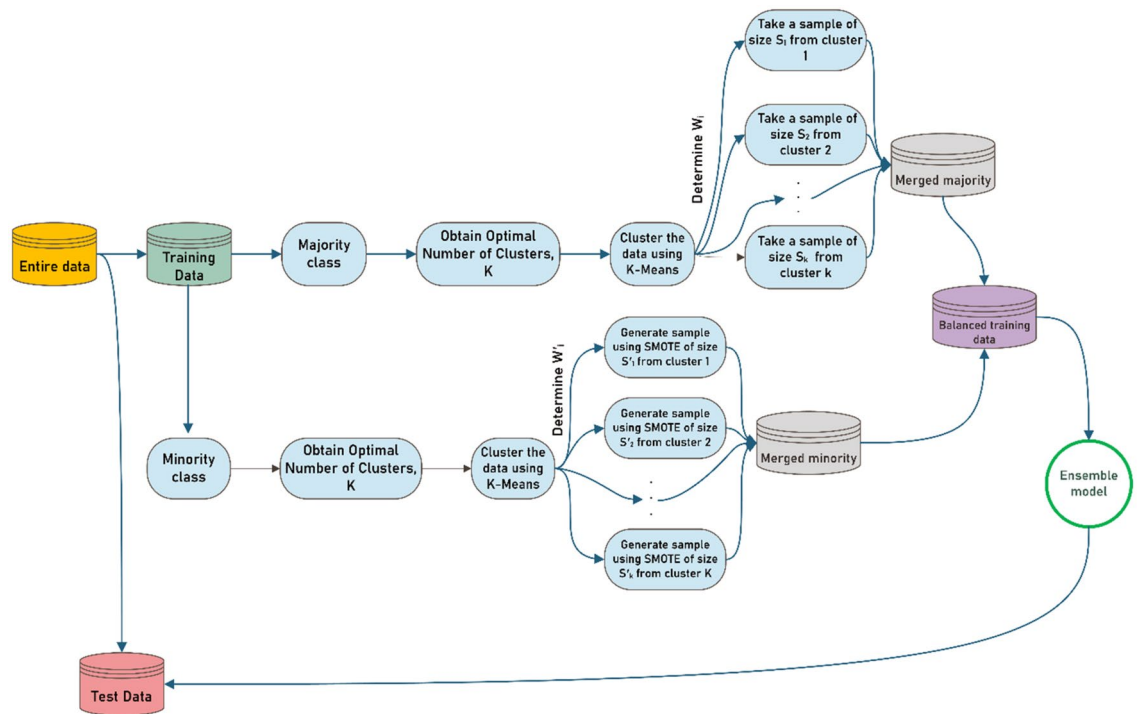 Take a sample of
size S₁ from cluster
1
Determine Wᵢ
Take a sample of
size S₂ from
cluster 2
Merged majority
⋮
Take a sample of
size Sₖ from
cluster k
Entire data
Training
Data
Majority
class
Obtain Optimal
Number of Clusters,
K
Cluster the
data using
K-Means
Balanced training
data
Determine W'ᵢ
Generate sample
using SMOTE of size
S'₁ from cluster 1
Generate sample
using SMOTE of size
S'₂ from cluster 2
Minority
class
Obtain Optimal
Number of Clusters,
K
Cluster the
data using
K-Means
Merged minority
⋮
Generate sample
using SMOTE of size
S'ₖ from cluster K
Ensemble
model
Test Data